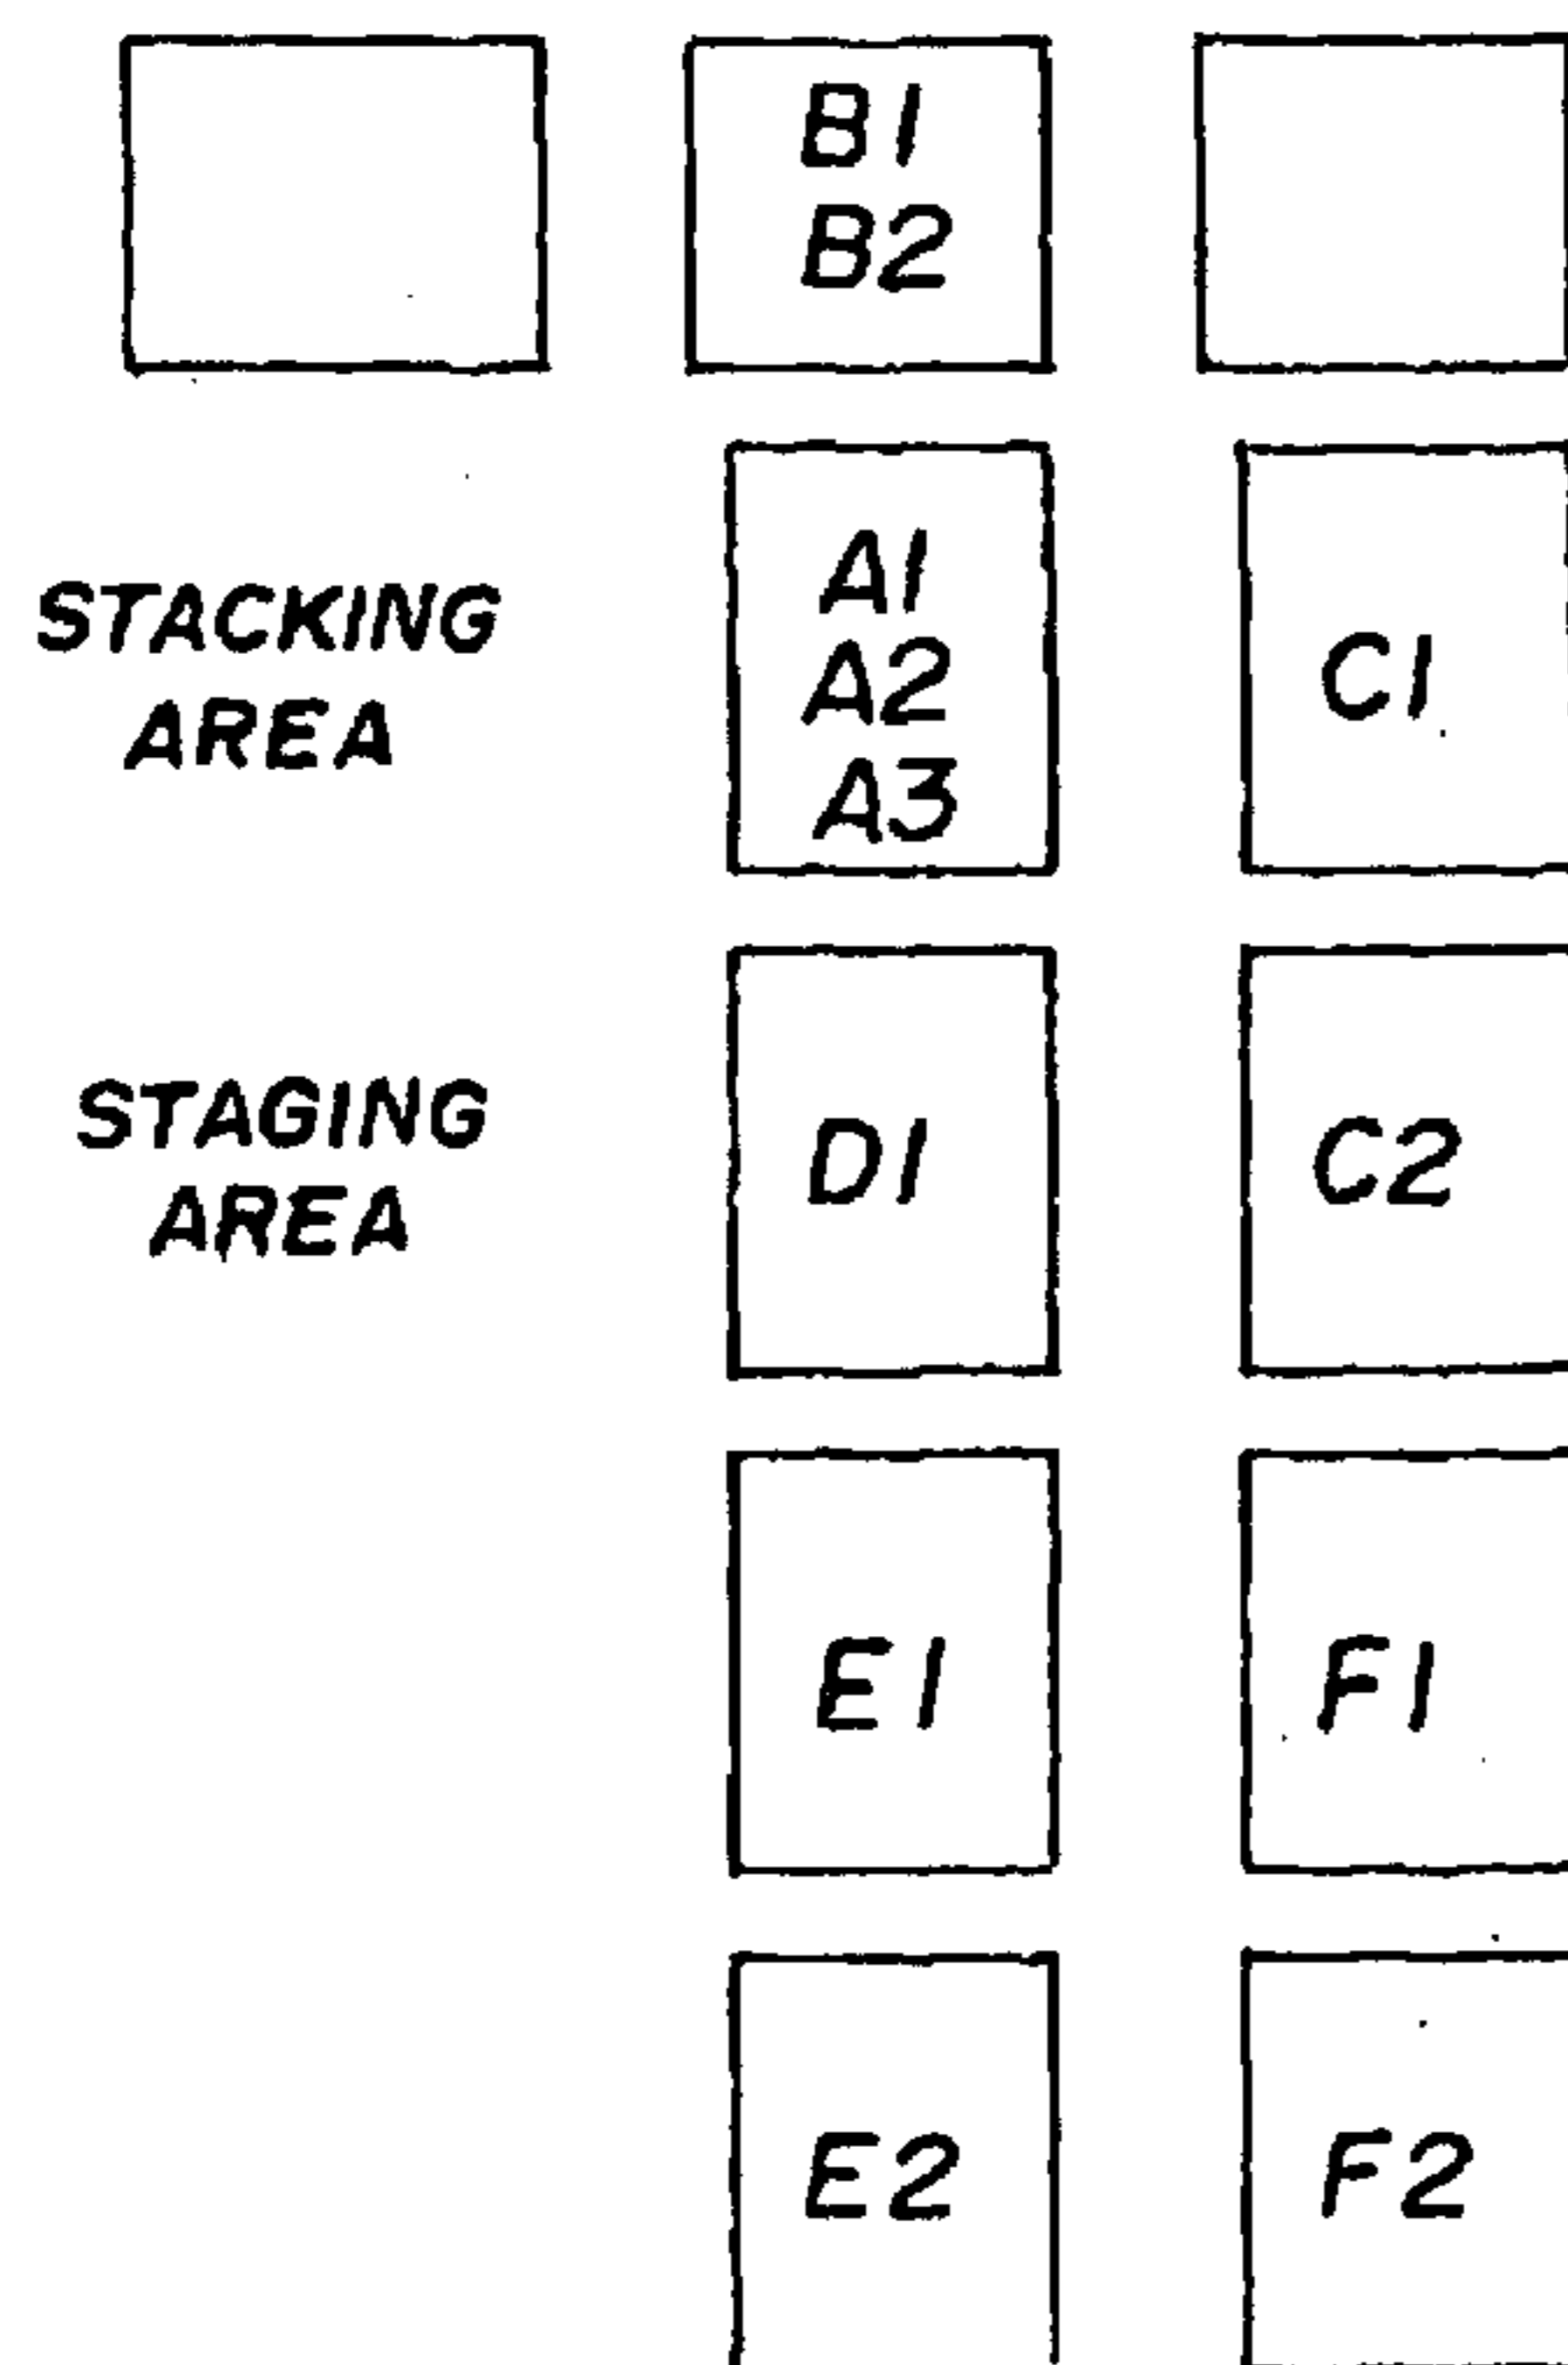 B1
B2
STACKING
AREA
A1
A2
A3
C1
STAGING
AREA
D1
C2
E1
F1
E2
F2